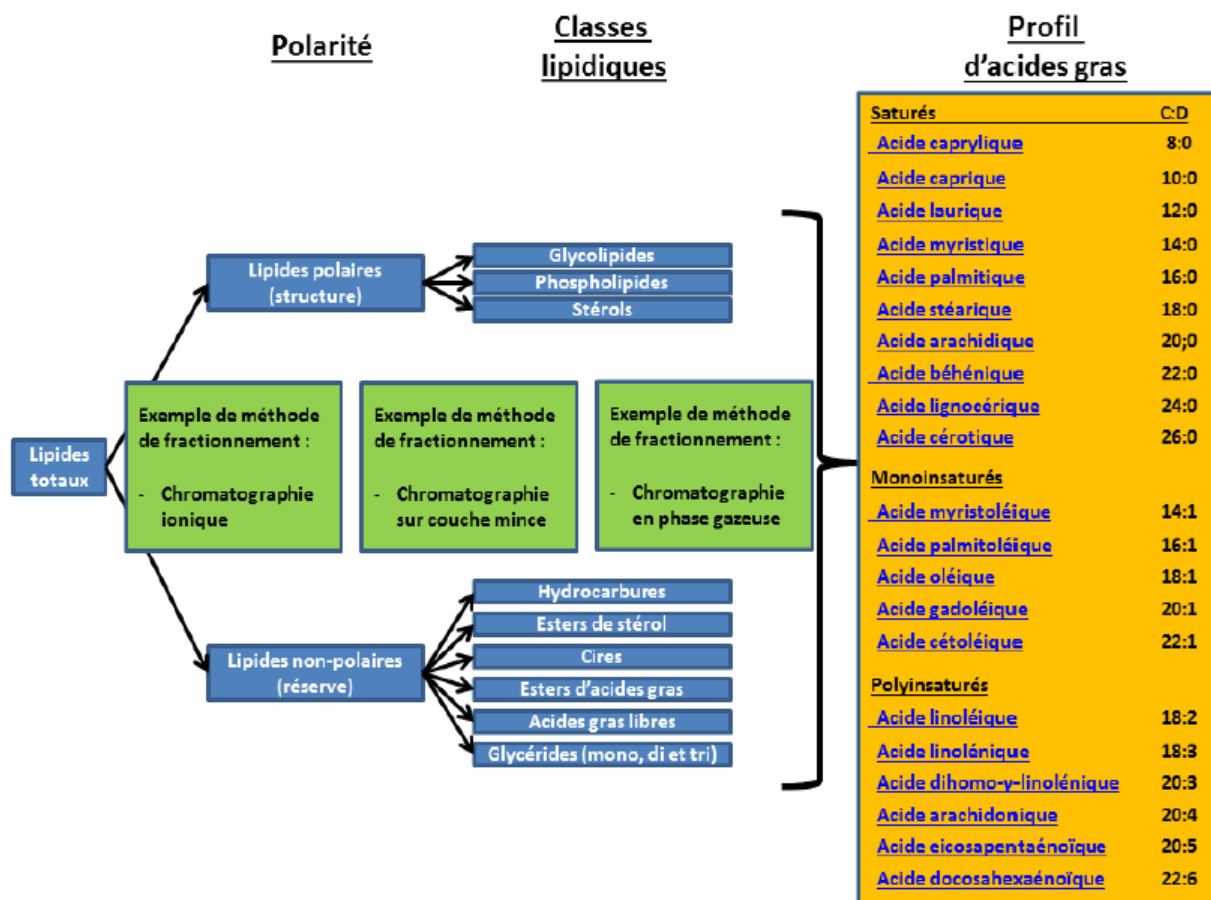 Polarité
Classes
lipidiques
Profil
d'acides gras
Lipides
totaux
Lipides polaires
(structure)
Glycolipides
Phospholipides
Stérols
Exemple de méthode
de fractionnement :
- Chromatographie
ionique
Exemple de méthode
de fractionnement :
- Chromatographie
sur couche mince
Exemple de méthode
de fractionnement :
- Chromatographie
en phase gazeuse
Lipides non-polaires
(réserve)
Hydrocarbures
Esters de stérol
Cires
Esters d'acides gras
Acides gras libres
Glycérides (mono, di et tri)
Saturés C:D
Acide caprylique 8:0
Acide caprique 10:0
Acide laurique 12:0
Acide myristique 14:0
Acide palmitique 16:0
Acide stéarique 18:0
Acide arachidique 20;0
Acide béhénique 22:0
Acide lignocérique 24:0
Acide cérotique 26:0
Monoinsaturés
Acide myristoléique 14:1
Acide palmitoléique 16:1
Acide oléique 18:1
Acide gadoléique 20:1
Acide cétoléique 22:1
Polyinsaturés
Acide linoléique 18:2
Acide linolénique 18:3
Acide dihomo-y-linolénique 20:3
Acide arachidonique 20:4
Acide eicosapentaénoïque 20:5
Acide docosahexaénoïque 22:6